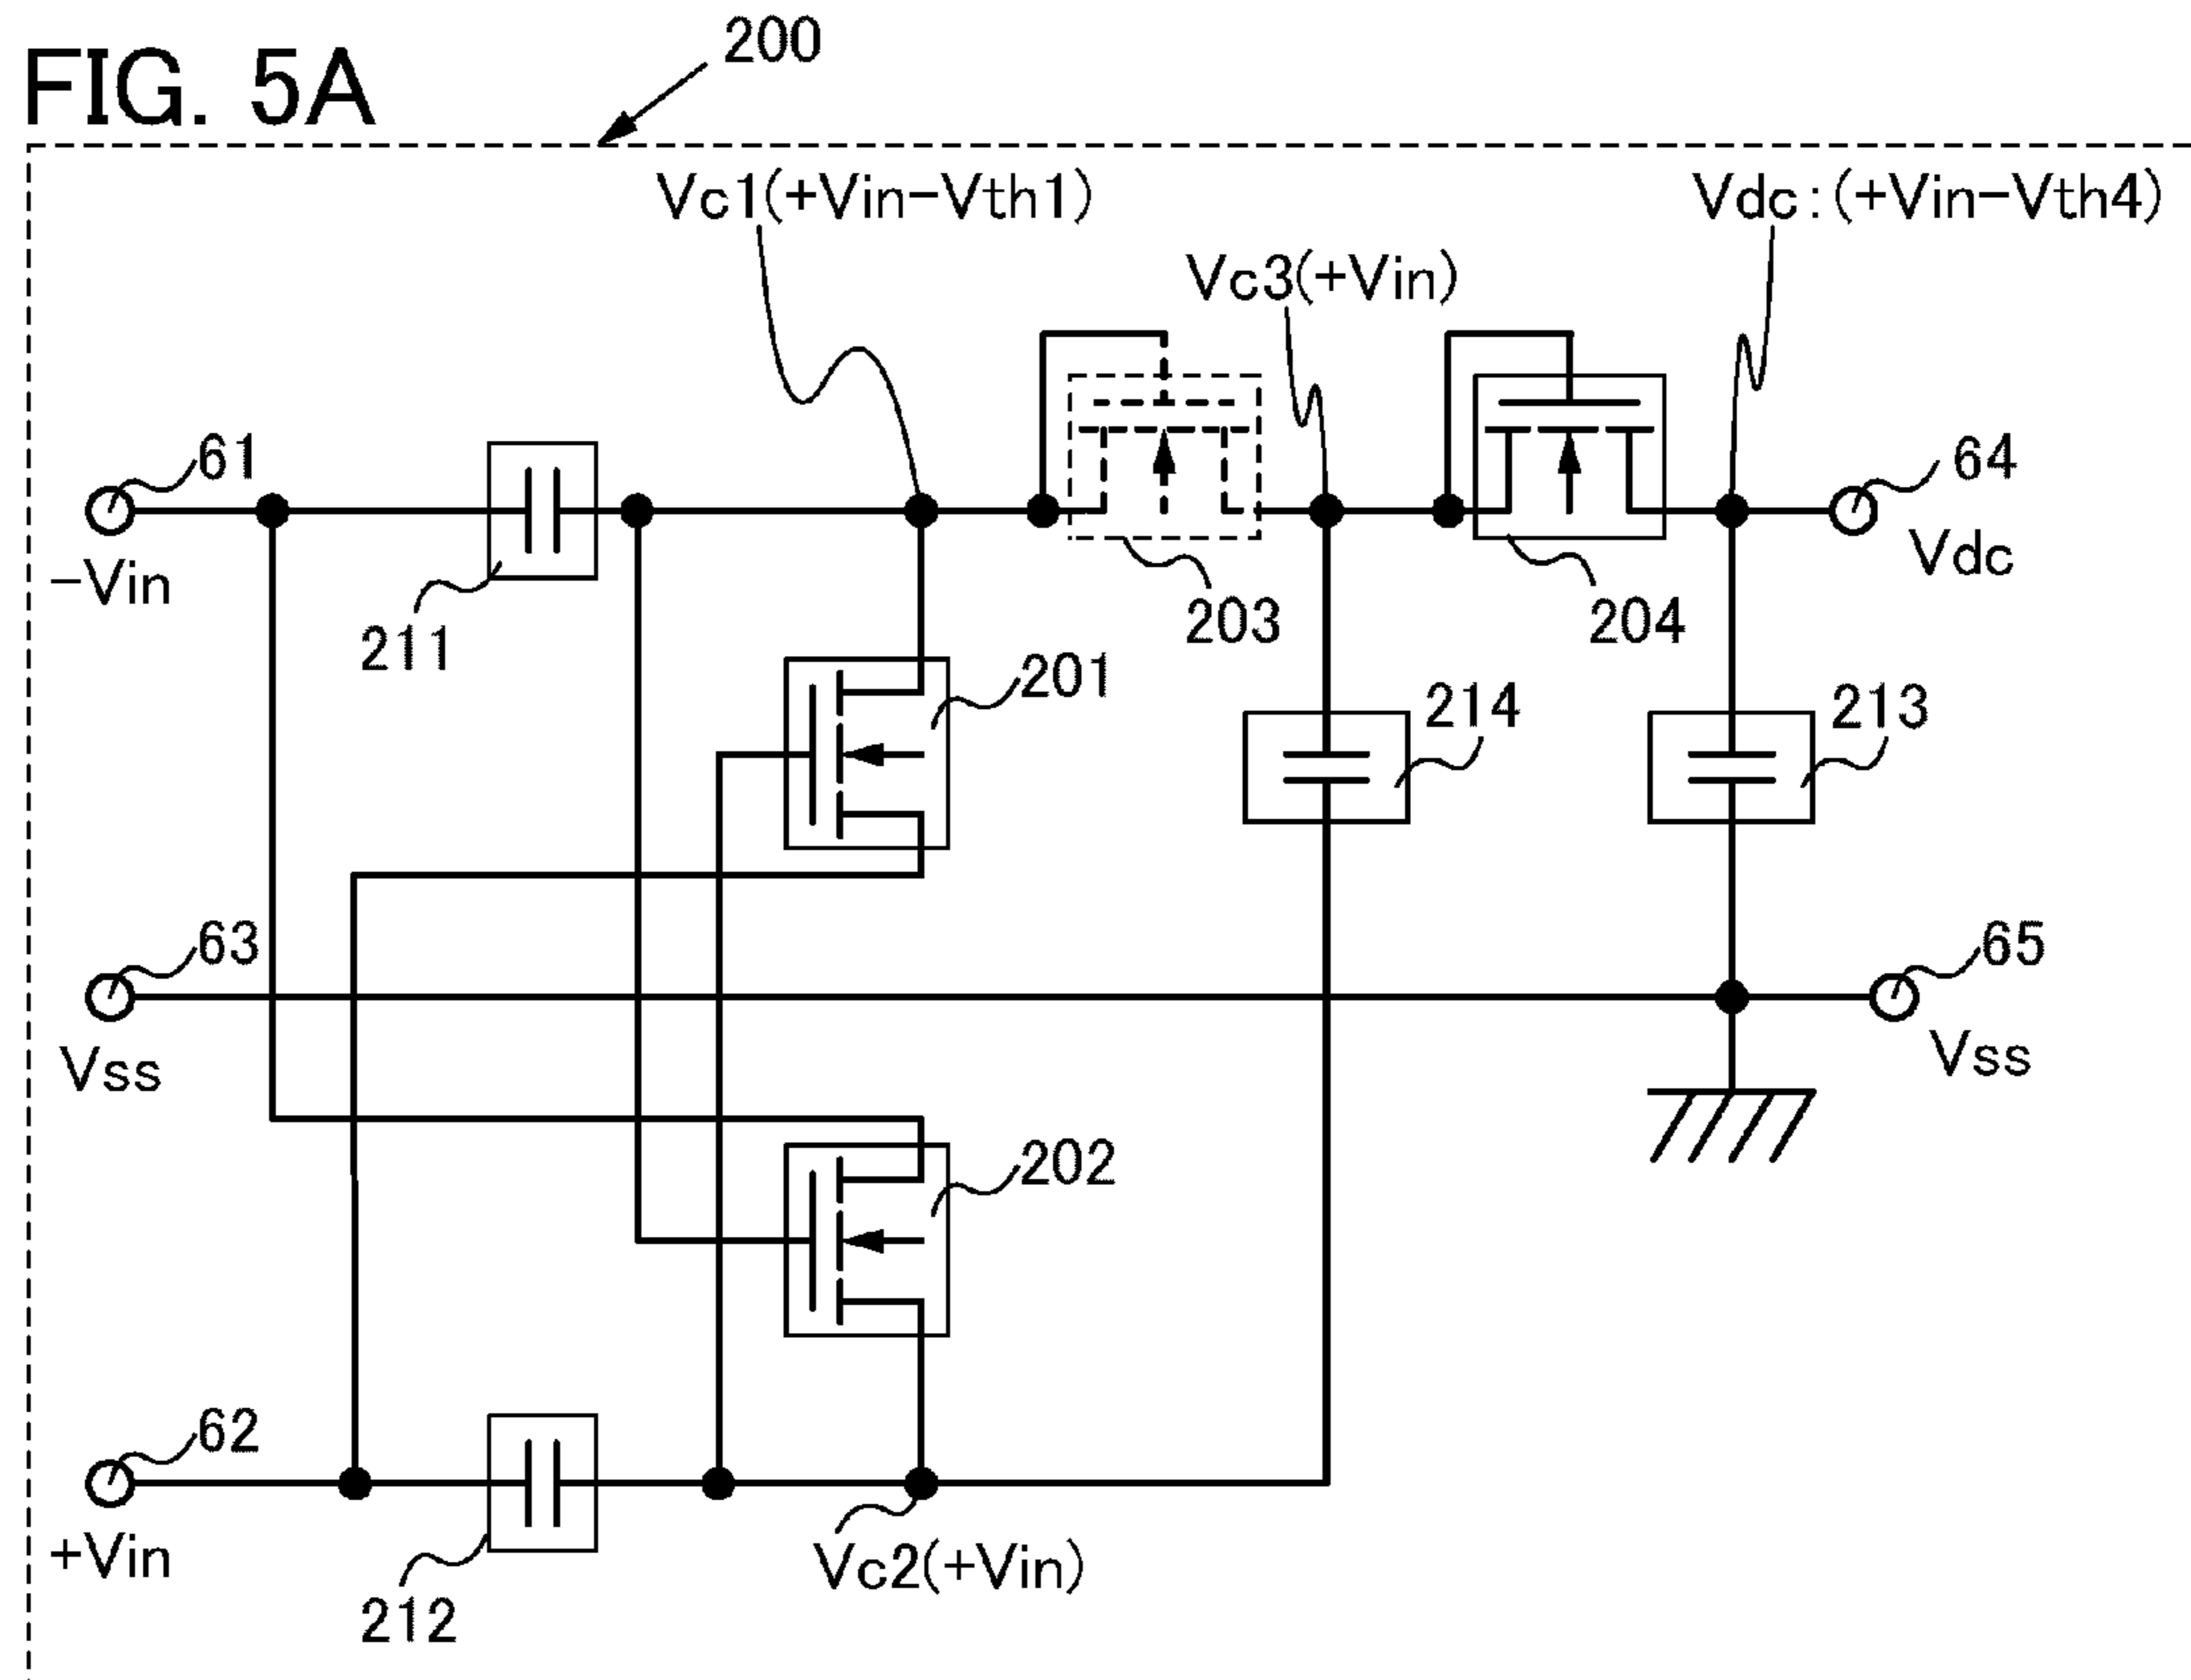 FIG. 5A
200
Vc1(+Vin−Vth1)
Vdc:(+Vin−Vth4)
Vc3(+Vin)
61
64
−Vin
Vdc
211
203
204
201
214
213
63
65
Vss
Vss
202
62
+Vin
Vc2(+Vin)
212